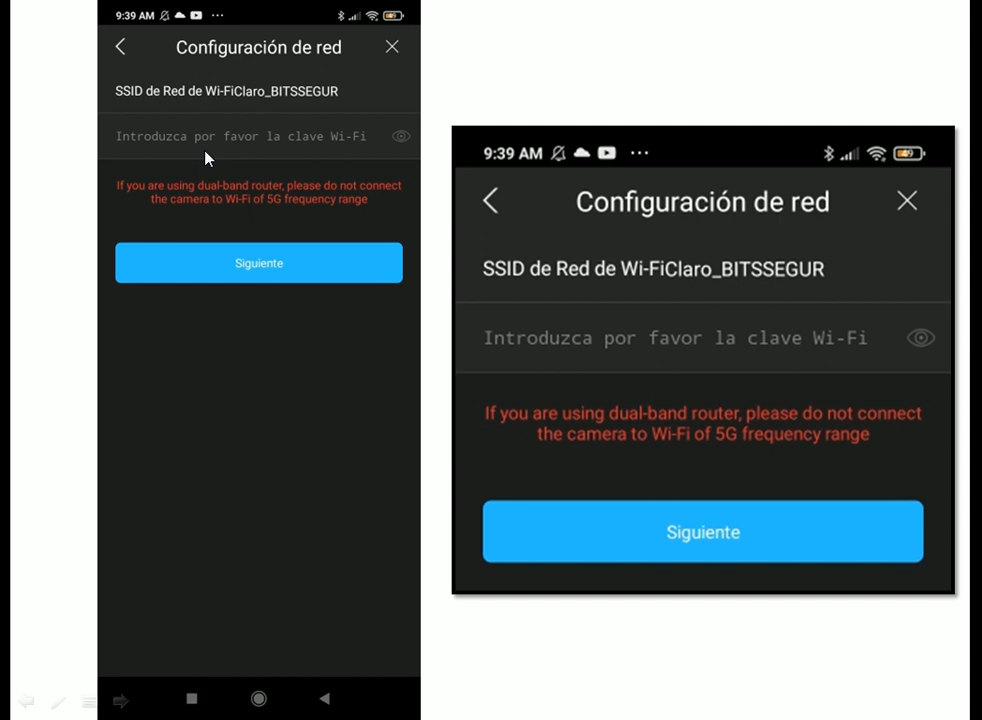 9:39 AM ...
49
Configuración de red
SSID de Red de Wi-FiClaro_BITSSEGUR
Introduzca por favor la clave Wi-Fi
If you are using dual-band router, please do not connect
the camera to Wi-Fi of 5G frequency range
Siguiente
9:39 AM ...
49
Configuración de red
SSID de Red de Wi-FiClaro_BITSSEGUR
Introduzca por favor la clave Wi-Fi
If you are using dual-band router, please do not connect
the camera to Wi-Fi of 5G frequency range
Siguiente